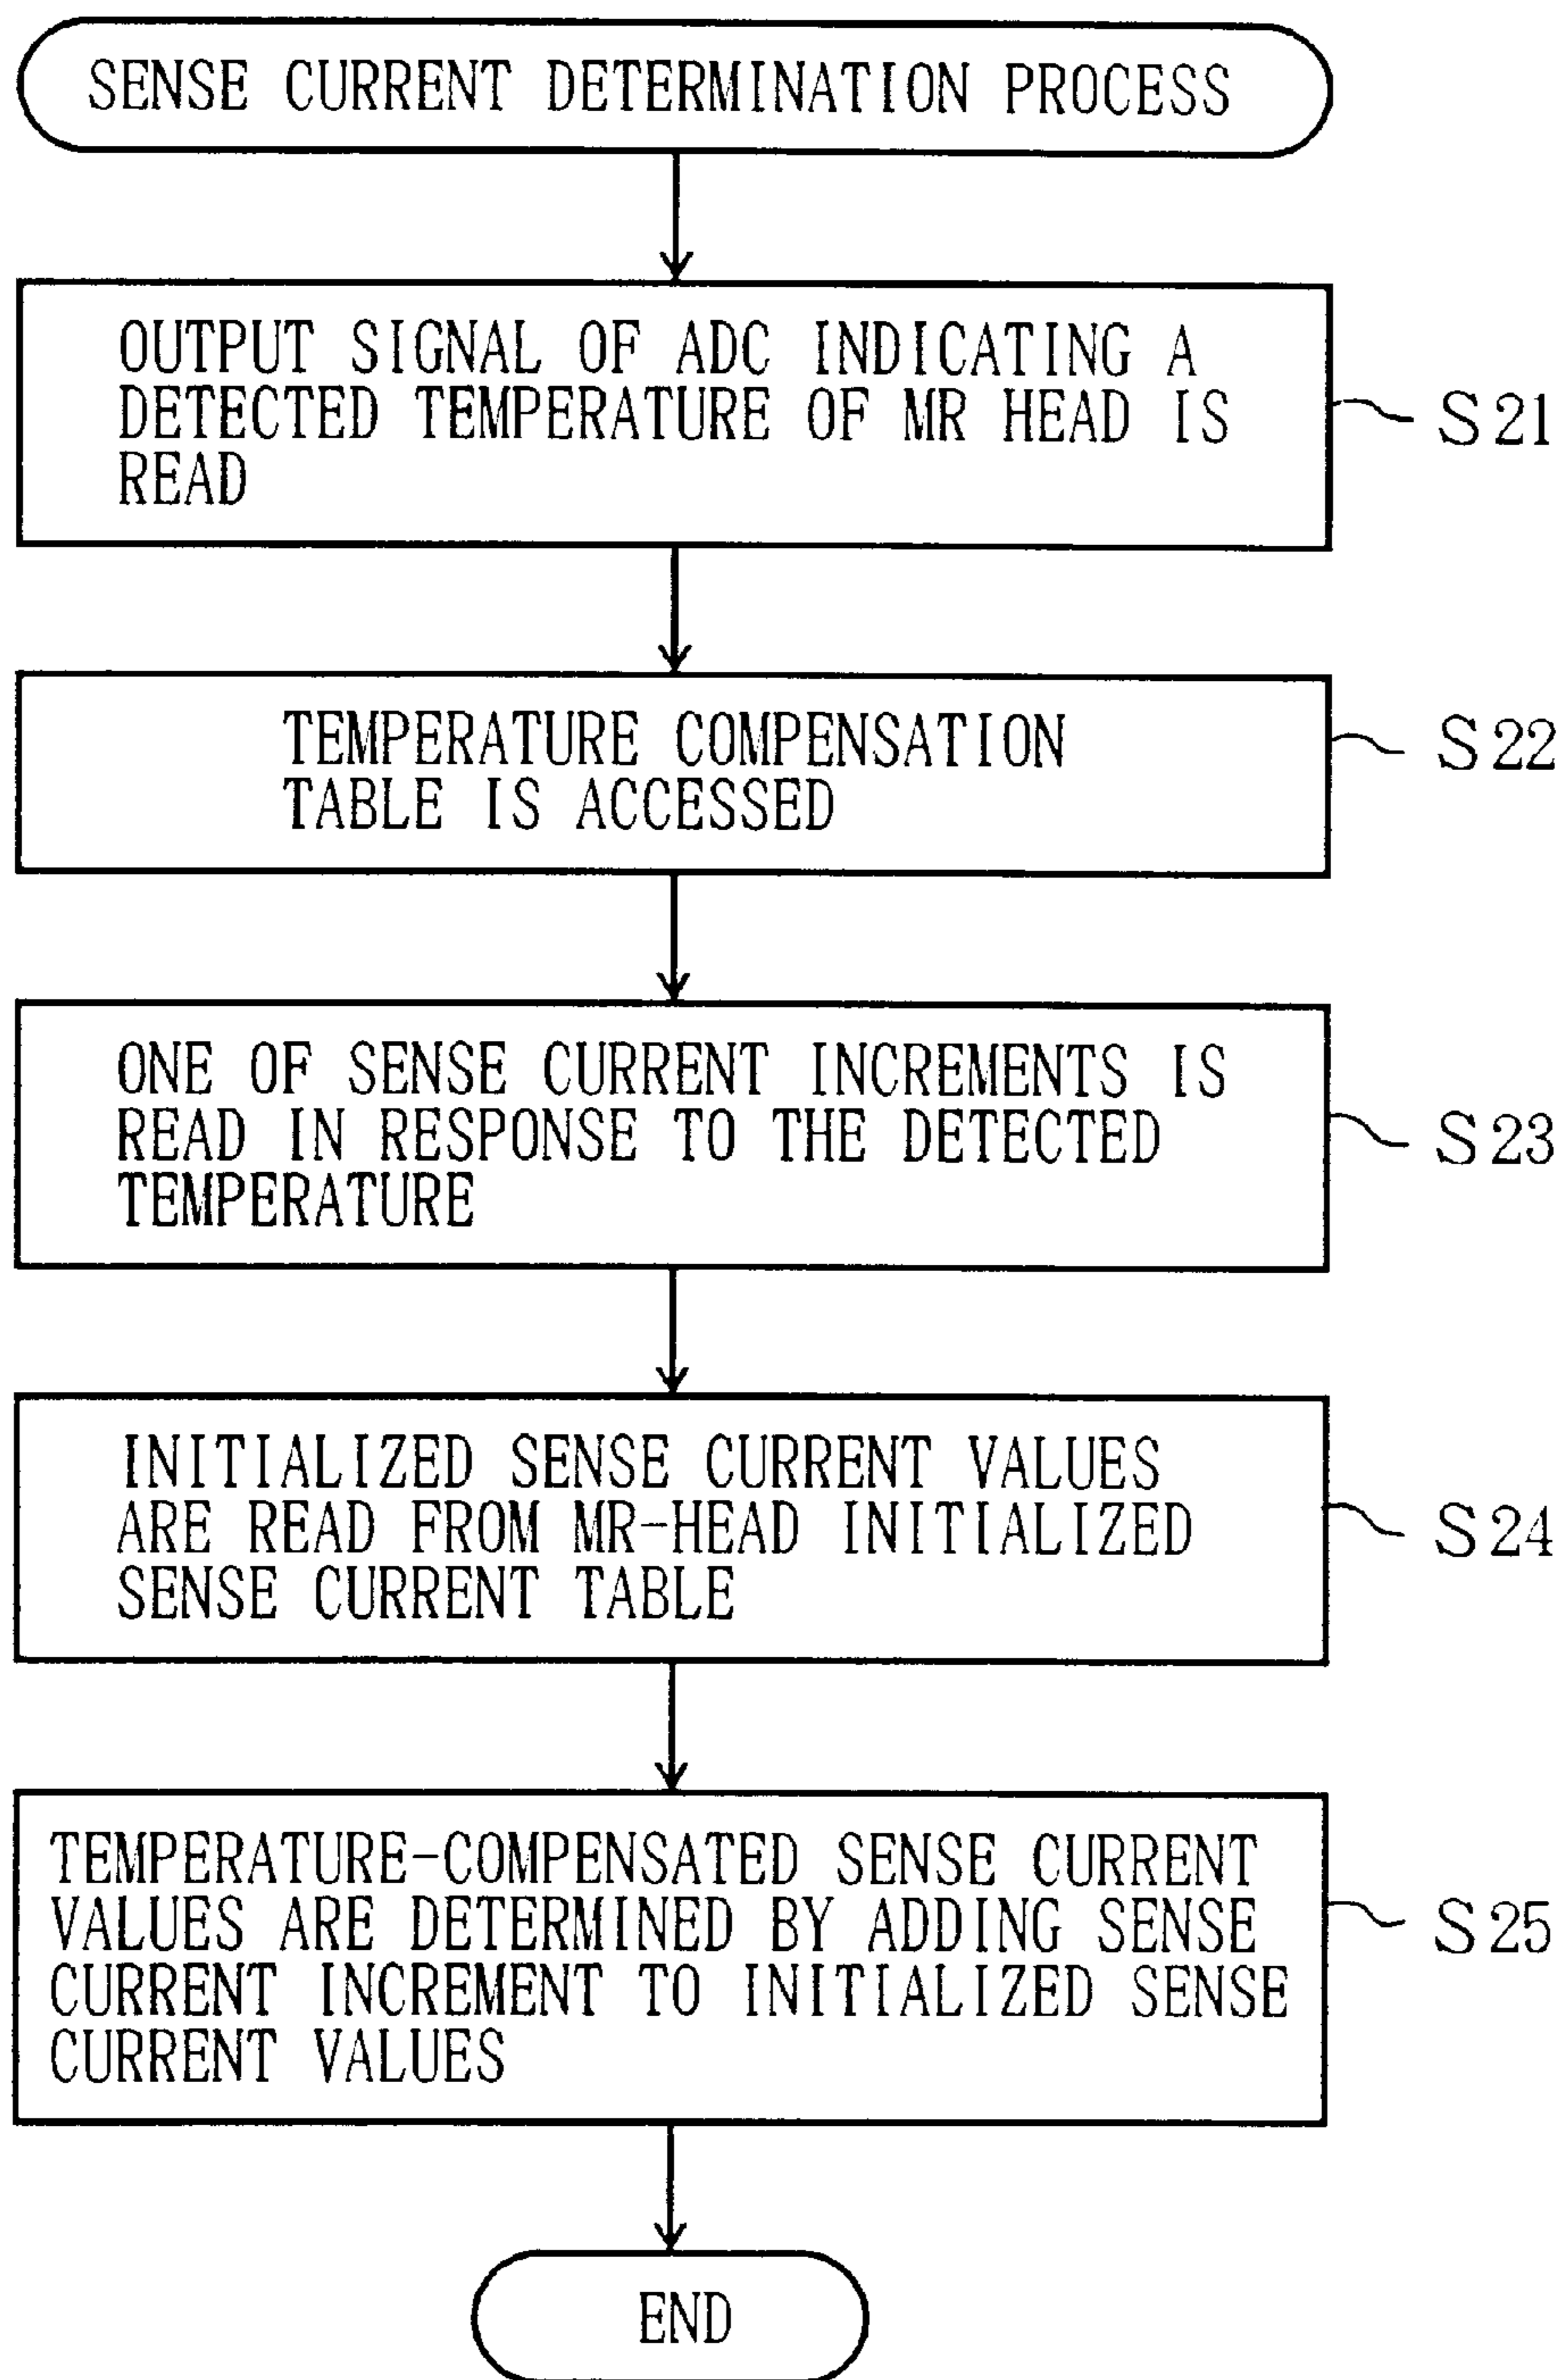 SENSE CURRENT DETERMINATION PROCESS
OUTPUT SIGNAL OF ADC INDICATING A
DETECTED TEMPERATURE OF MR HEAD IS
READ
S21
TEMPERATURE COMPENSATION
TABLE IS ACCESSED
S22
ONE OF SENSE CURRENT INCREMENTS IS
READ IN RESPONSE TO THE DETECTED
TEMPERATURE
S23
INITIALIZED SENSE CURRENT VALUES
ARE READ FROM MR-HEAD INITIALIZED
SENSE CURRENT TABLE
S24
TEMPERATURE-COMPENSATED SENSE CURRENT
VALUES ARE DETERMINED BY ADDING SENSE
CURRENT INCREMENT TO INITIALIZED SENSE
CURRENT VALUES
S25
END